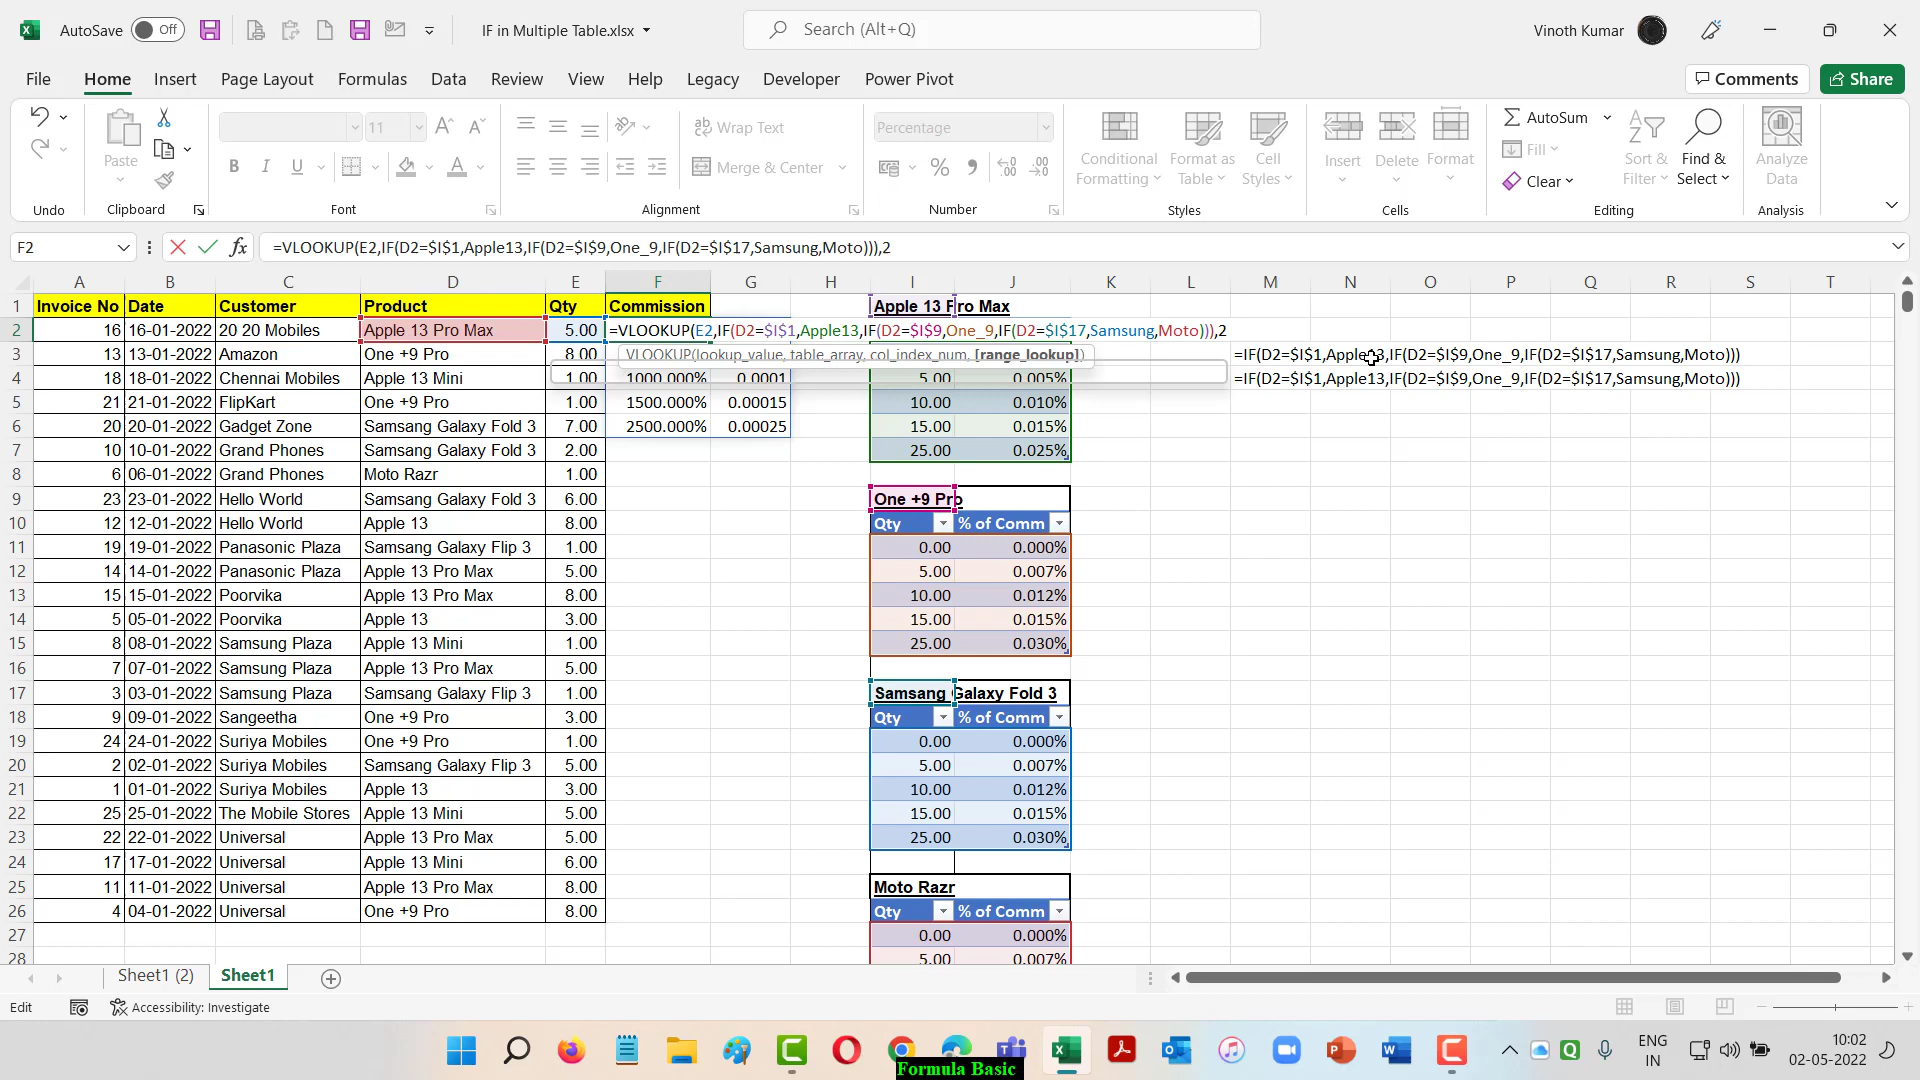 AutoSave Off IF in Multiple Table.xlsx Search (Alt+Q) Vinoth Kumar
File Home Insert Page Layout Formulas Data Review View Help Legacy Developer Power Pivot Comments Share
11 Percentage
Wrap Text AutoSum
Paste Merge & Center Conditional Formatting Format as Table Cell Styles Insert Delete Format Fill Clear Sort & Filter Find & Select Analyze Data
Undo Clipboard Font Alignment Number Styles Cells Editing Analysis
F2 fx =VLOOKUP(E2,IF(D2=$I$1,Apple13,IF(D2=$I$9,One_9,IF(D2=$I$17,Samsung,Moto))),2
A B C D E F G H I J K L M N O P Q R S T
1 Invoice No Date Customer Product Qty Commission Apple 13 Pro Max
2 16 16-01-2022 20 20 Mobiles Apple 13 Pro Max 5.00 =VLOOKUP(E2,IF(D2=$I$1,Apple13,IF(D2=$I$9,One_9,IF(D2=$I$17,Samsung,Moto))),2
3 13 13-01-2022 Amazon One +9 Pro 8.00 VLOOKUP(lookup_value, table_array, col_index_num, [range_lookup]) =IF(D2=$I$1,Apple13,IF(D2=$I$9,One_9,IF(D2=$I$17,Samsung,Moto)))
4 18 18-01-2022 Chennai Mobiles Apple 13 Mini 1.00 1000.000% 0.0001 5.00 0.005% =IF(D2=$I$1,Apple13,IF(D2=$I$9,One_9,IF(D2=$I$17,Samsung,Moto)))
5 21 21-01-2022 FlipKart One +9 Pro 1.00 1500.000% 0.00015 10.00 0.010%
6 20 20-01-2022 Gadget Zone Samsang Galaxy Fold 3 7.00 2500.000% 0.00025 15.00 0.015%
7 10 10-01-2022 Grand Phones Samsang Galaxy Fold 3 2.00 25.00 0.025%
8 6 06-01-2022 Grand Phones Moto Razr 1.00
9 23 23-01-2022 Hello World Samsang Galaxy Fold 3 6.00 One +9 Pro
10 12 12-01-2022 Hello World Apple 13 8.00 Qty % of Comm
11 19 19-01-2022 Panasonic Plaza Samsang Galaxy Flip 3 1.00 0.00 0.000%
12 14 14-01-2022 Panasonic Plaza Apple 13 Pro Max 5.00 5.00 0.007%
13 15 15-01-2022 Poorvika Apple 13 Pro Max 8.00 10.00 0.012%
14 5 05-01-2022 Poorvika Apple 13 3.00 15.00 0.015%
15 8 08-01-2022 Samsung Plaza Apple 13 Mini 1.00 25.00 0.030%
16 7 07-01-2022 Samsung Plaza Apple 13 Pro Max 5.00
17 3 03-01-2022 Samsung Plaza Samsang Galaxy Flip 3 1.00 Samsang Galaxy Fold 3
18 9 09-01-2022 Sangeetha One +9 Pro 3.00 Qty % of Comm
19 24 24-01-2022 Suriya Mobiles One +9 Pro 1.00 0.00 0.000%
20 2 02-01-2022 Suriya Mobiles Samsang Galaxy Flip 3 5.00 5.00 0.007%
21 1 01-01-2022 Suriya Mobiles Apple 13 3.00 10.00 0.012%
22 25 25-01-2022 The Mobile Stores Apple 13 Mini 5.00 15.00 0.015%
23 22 22-01-2022 Universal Apple 13 Pro Max 5.00 25.00 0.030%
24 17 17-01-2022 Universal Apple 13 Mini 6.00
25 11 11-01-2022 Universal Apple 13 Pro Max 8.00 Moto Razr
26 4 04-01-2022 Universal One +9 Pro 8.00 Qty % of Comm
27 0.00 0.000%
28 5.00 0.007%
Sheet1 (2) Sheet1
Edit Accessibility: Investigate
ENG IN 10:02 02-05-2022
Formula Basic